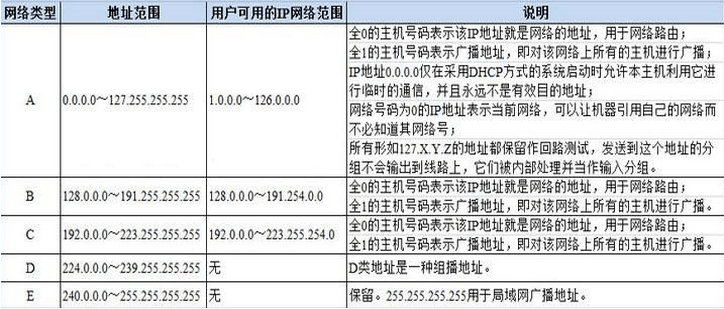 网络类型 地址范围 用户可用的IP网络范围 说明
A 0.0.0.0～127.255.255.255 1.0.0.0～126.0.0.0
全0的主机号码表示该IP地址就是网络的地址，用于网络路由；
全1的主机号码表示广播地址，即对该网络上所有的主机进行广播；
IP地址0.0.0.0仅在采用DHCP方式的系统启动时允许本主机利用它进
行临时的通信，并且永远不是有效目的地址；
网络号码为0的IP地址表示当前网络，可以让机器引用自己的网络而
不必知道其网络号；
所有形如127.X.Y.Z的地址都保留作回路测试，发送到这个地址的分
组不会输出到线路上，它们被内部处理并当作输入分组。
B 128.0.0.0～191.255.255.255 128.0.0.0～191.254.0.0
全0的主机号码表示该IP地址就是网络的地址，用于网络路由；
全1的主机号码表示广播地址，即对该网络上所有的主机进行广播。
C 192.0.0.0～223.255.255.255 192.0.0.0～223.255.254.0
全0的主机号码表示该IP地址就是网络的地址，用于网络路由；
全1的主机号码表示广播地址，即对该网络上所有的主机进行广播。
D 224.0.0.0～239.255.255.255 无 D类地址是一种组播地址。
E 240.0.0.0～255.255.255.255 无 保留。255.255.255.255用于局域网广播地址。